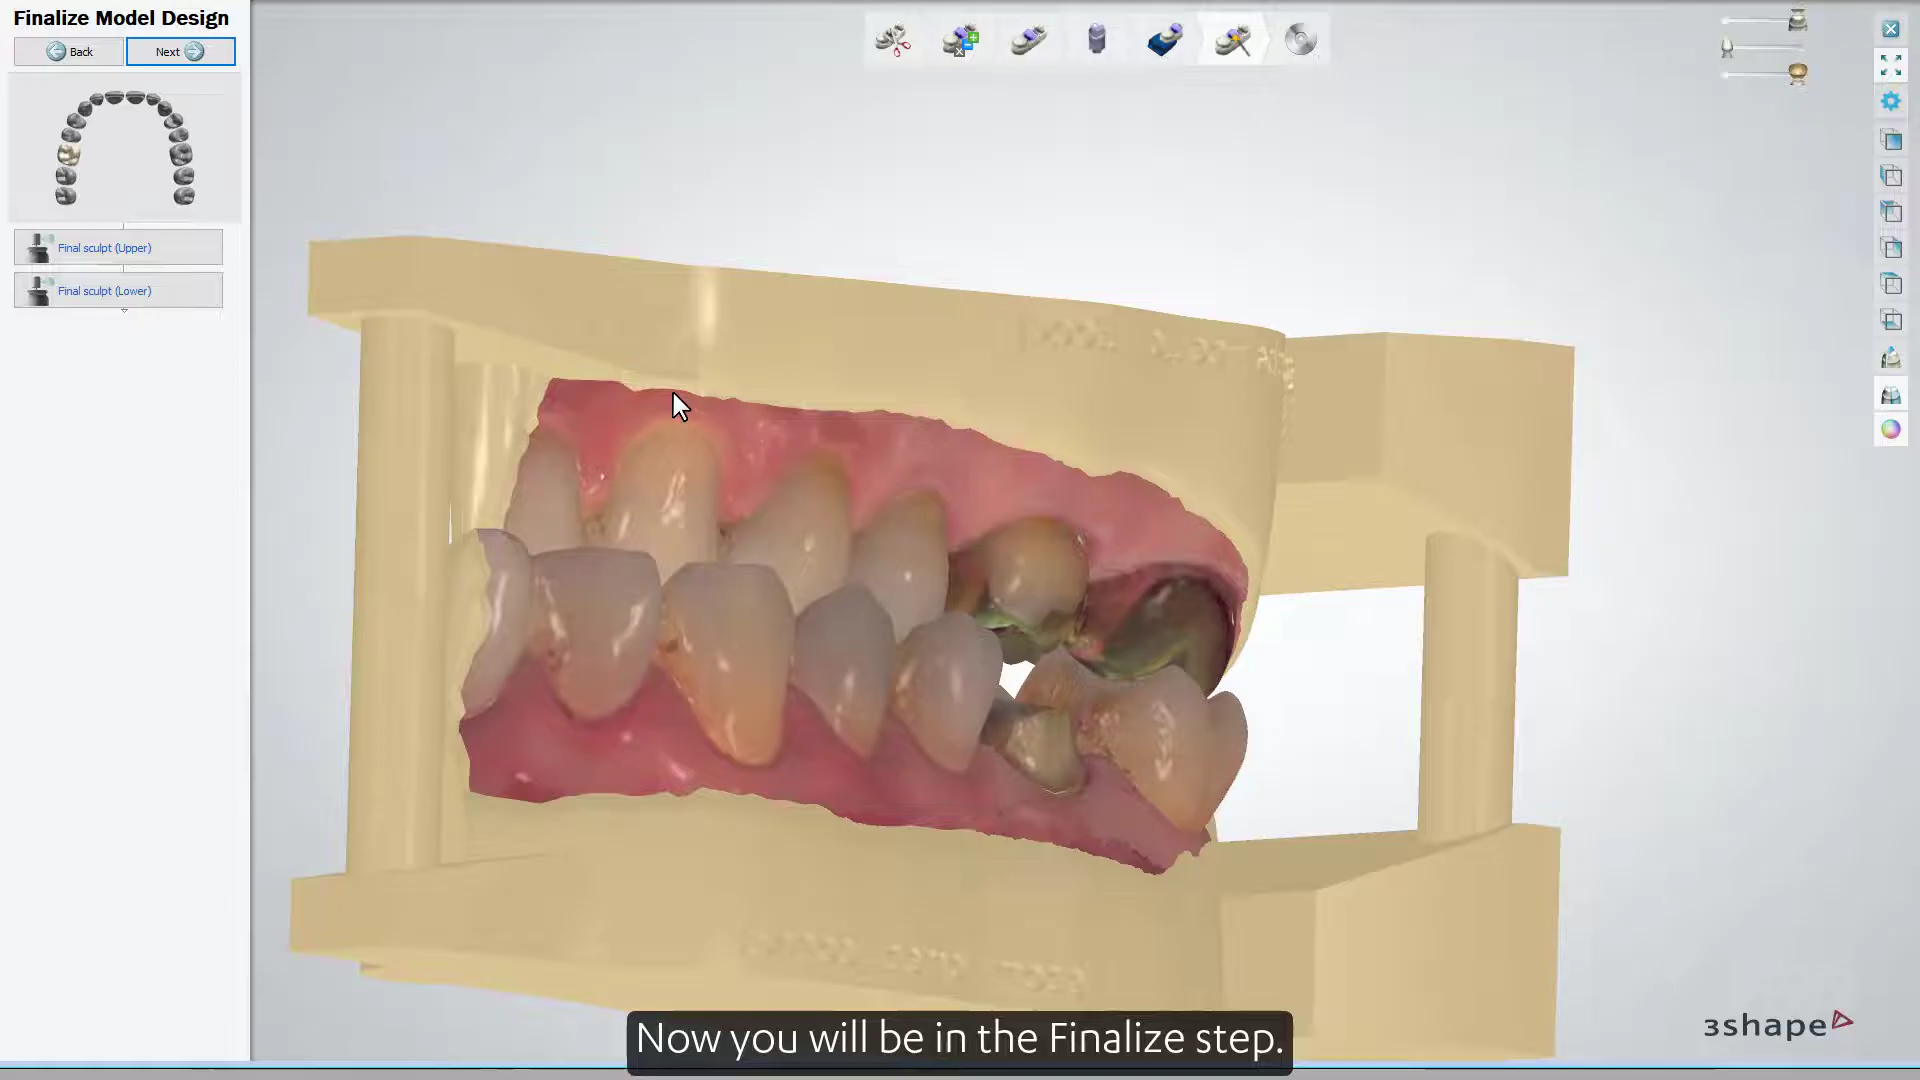 Finalize Model Design
Back
Next
Final sculpt (Upper)
Final sculpt (Lower)
Now you will be in the Finalize step.
3shape